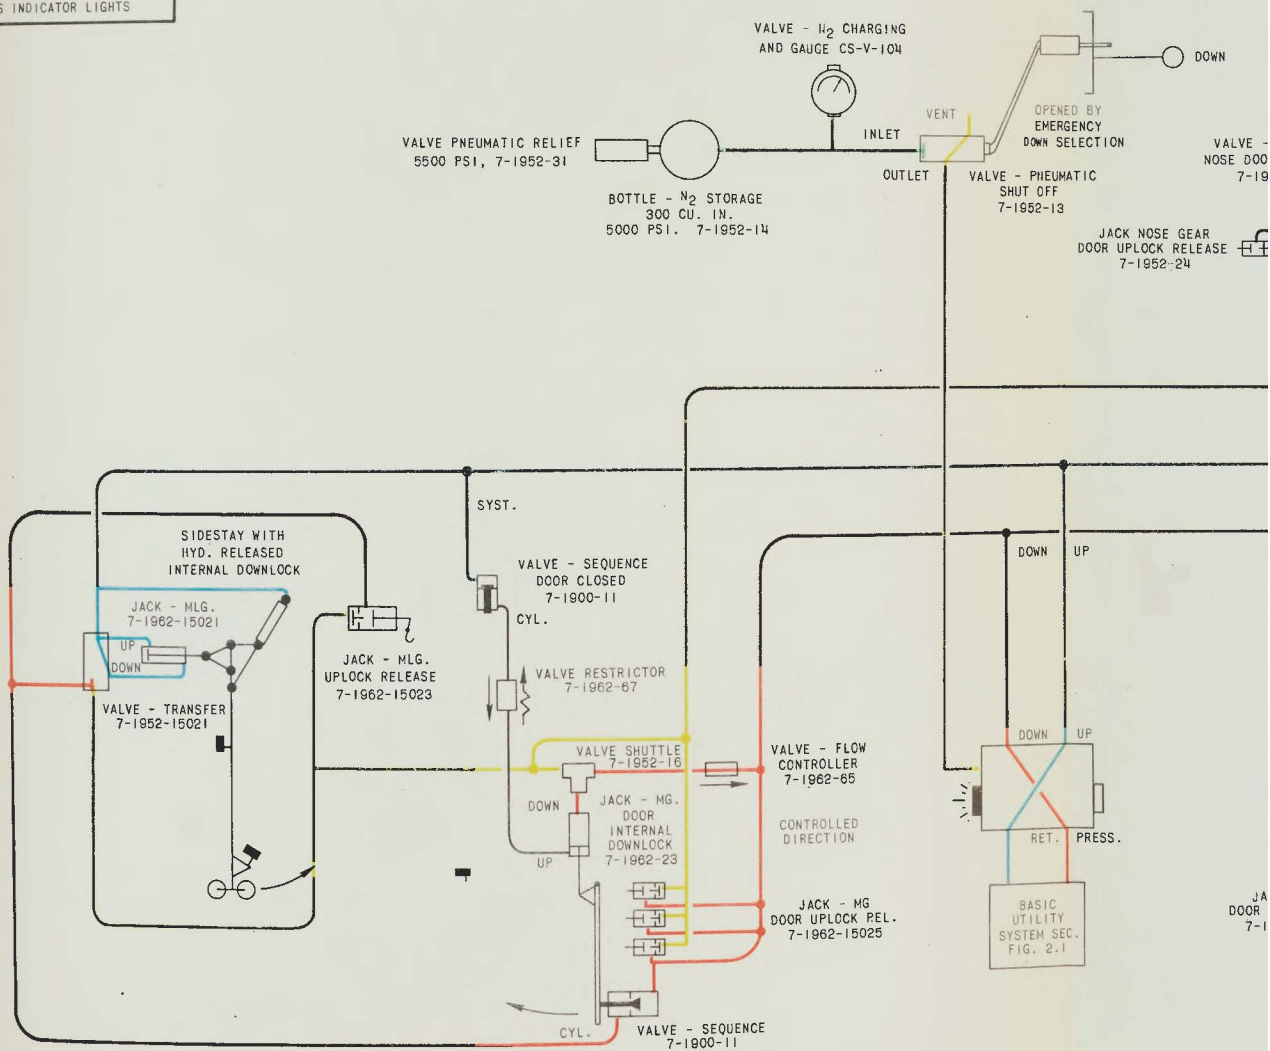 S INDICATOR LIGHTS
VALVE - N2 CHARGING
AND GAUGE CS-V-104
DOWN
VENT
OPENED BY
EMERGENCY
DOWN SELECTION
INLET
VALVE PNEUMATIC RELIEF
5500 PSI, 7-1952-31
OUTLET
VALVE - PNEUMATIC
SHUT OFF
7-1952-13
BOTTLE - N2 STORAGE
300 CU. IN.
5000 PSI. 7-1952-14
VALVE -
NOSE DOO
7-19
JACK NOSE GEAR
DOOR UPLOCK RELEASE
7-1952-24
SYST.
SIDESTAY WITH
HYD. RELEASED
INTERNAL DOWNLOCK
VALVE - SEQUENCE
DOOR CLOSED
7-1900-11
CYL.
DOWN
UP
JACK - MLG.
7-1962-15021
UP
DOWN
JACK - MLG.
UPLOCK RELEASE
7-1962-15023
VALVE RESTRICTOR
7-1962-67
VALVE - TRANSFER
7-1952-15021
VALVE SHUTTLE
7-1952-16
VALVE - FLOW
CONTROLLER
7-1962-65
DOWN
UP
DOWN
JACK - MG.
DOOR
INTERNAL
DOWNLOCK
7-1962-23
UP
CONTROLLED
DIRECTION
RET.
PRESS.
JACK - MG
DOOR UPLOCK REL.
7-1962-15025
BASIC
UTILITY
SYSTEM SEC.
FIG. 2.1
JA
DOOR
7-1
CYL.
VALVE - SEQUENCE
7-1900-11